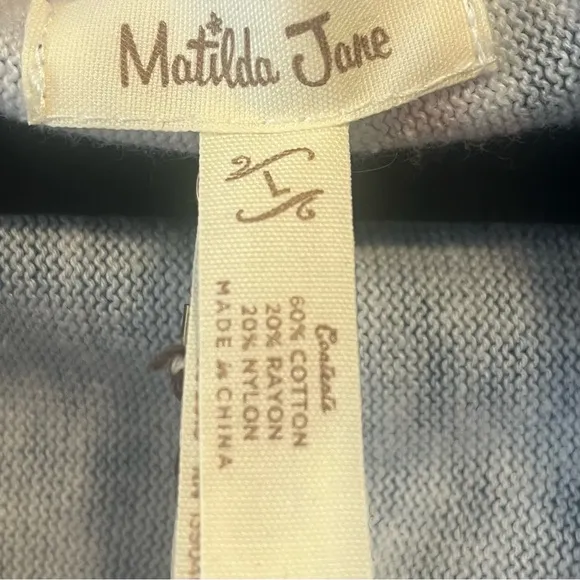 Matilda Jane
L
Contents
60% COTTON
20% RAYON
20% NYLON
MADE in CHINA